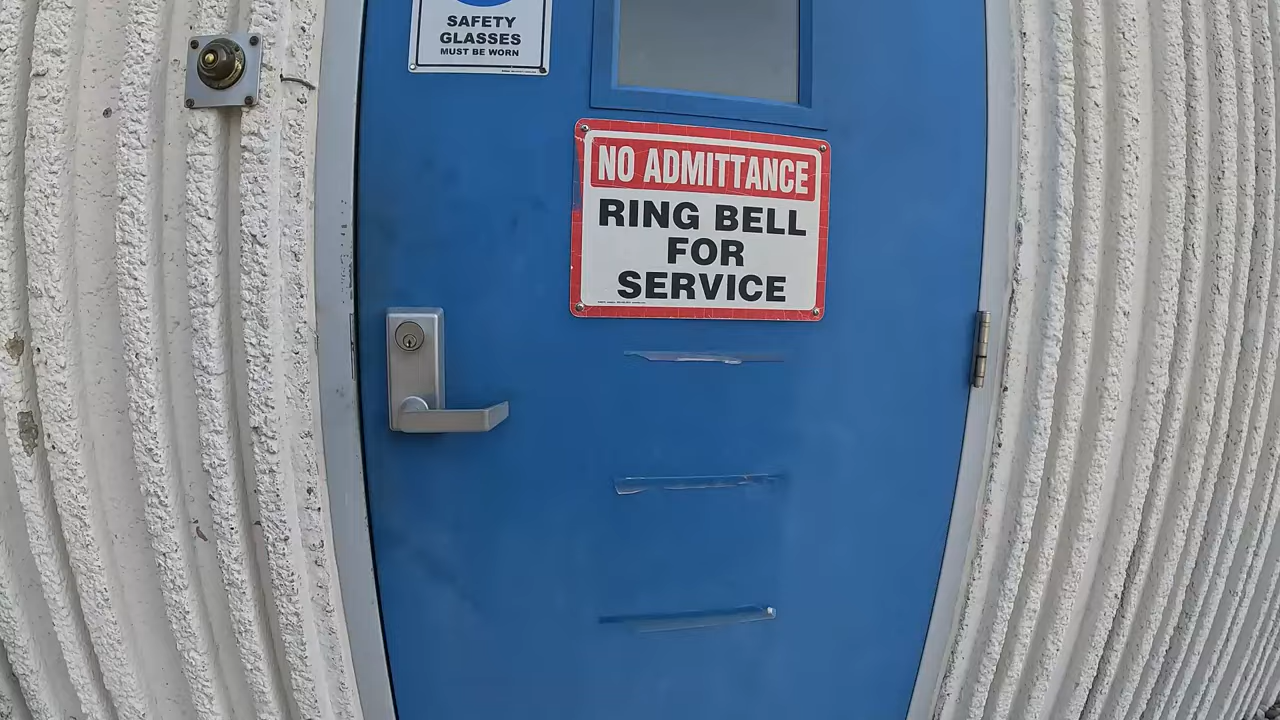 SAFETY
GLASSES
MUST BE WORN
NO ADMITTANCE
RING BELL
FOR
SERVICE